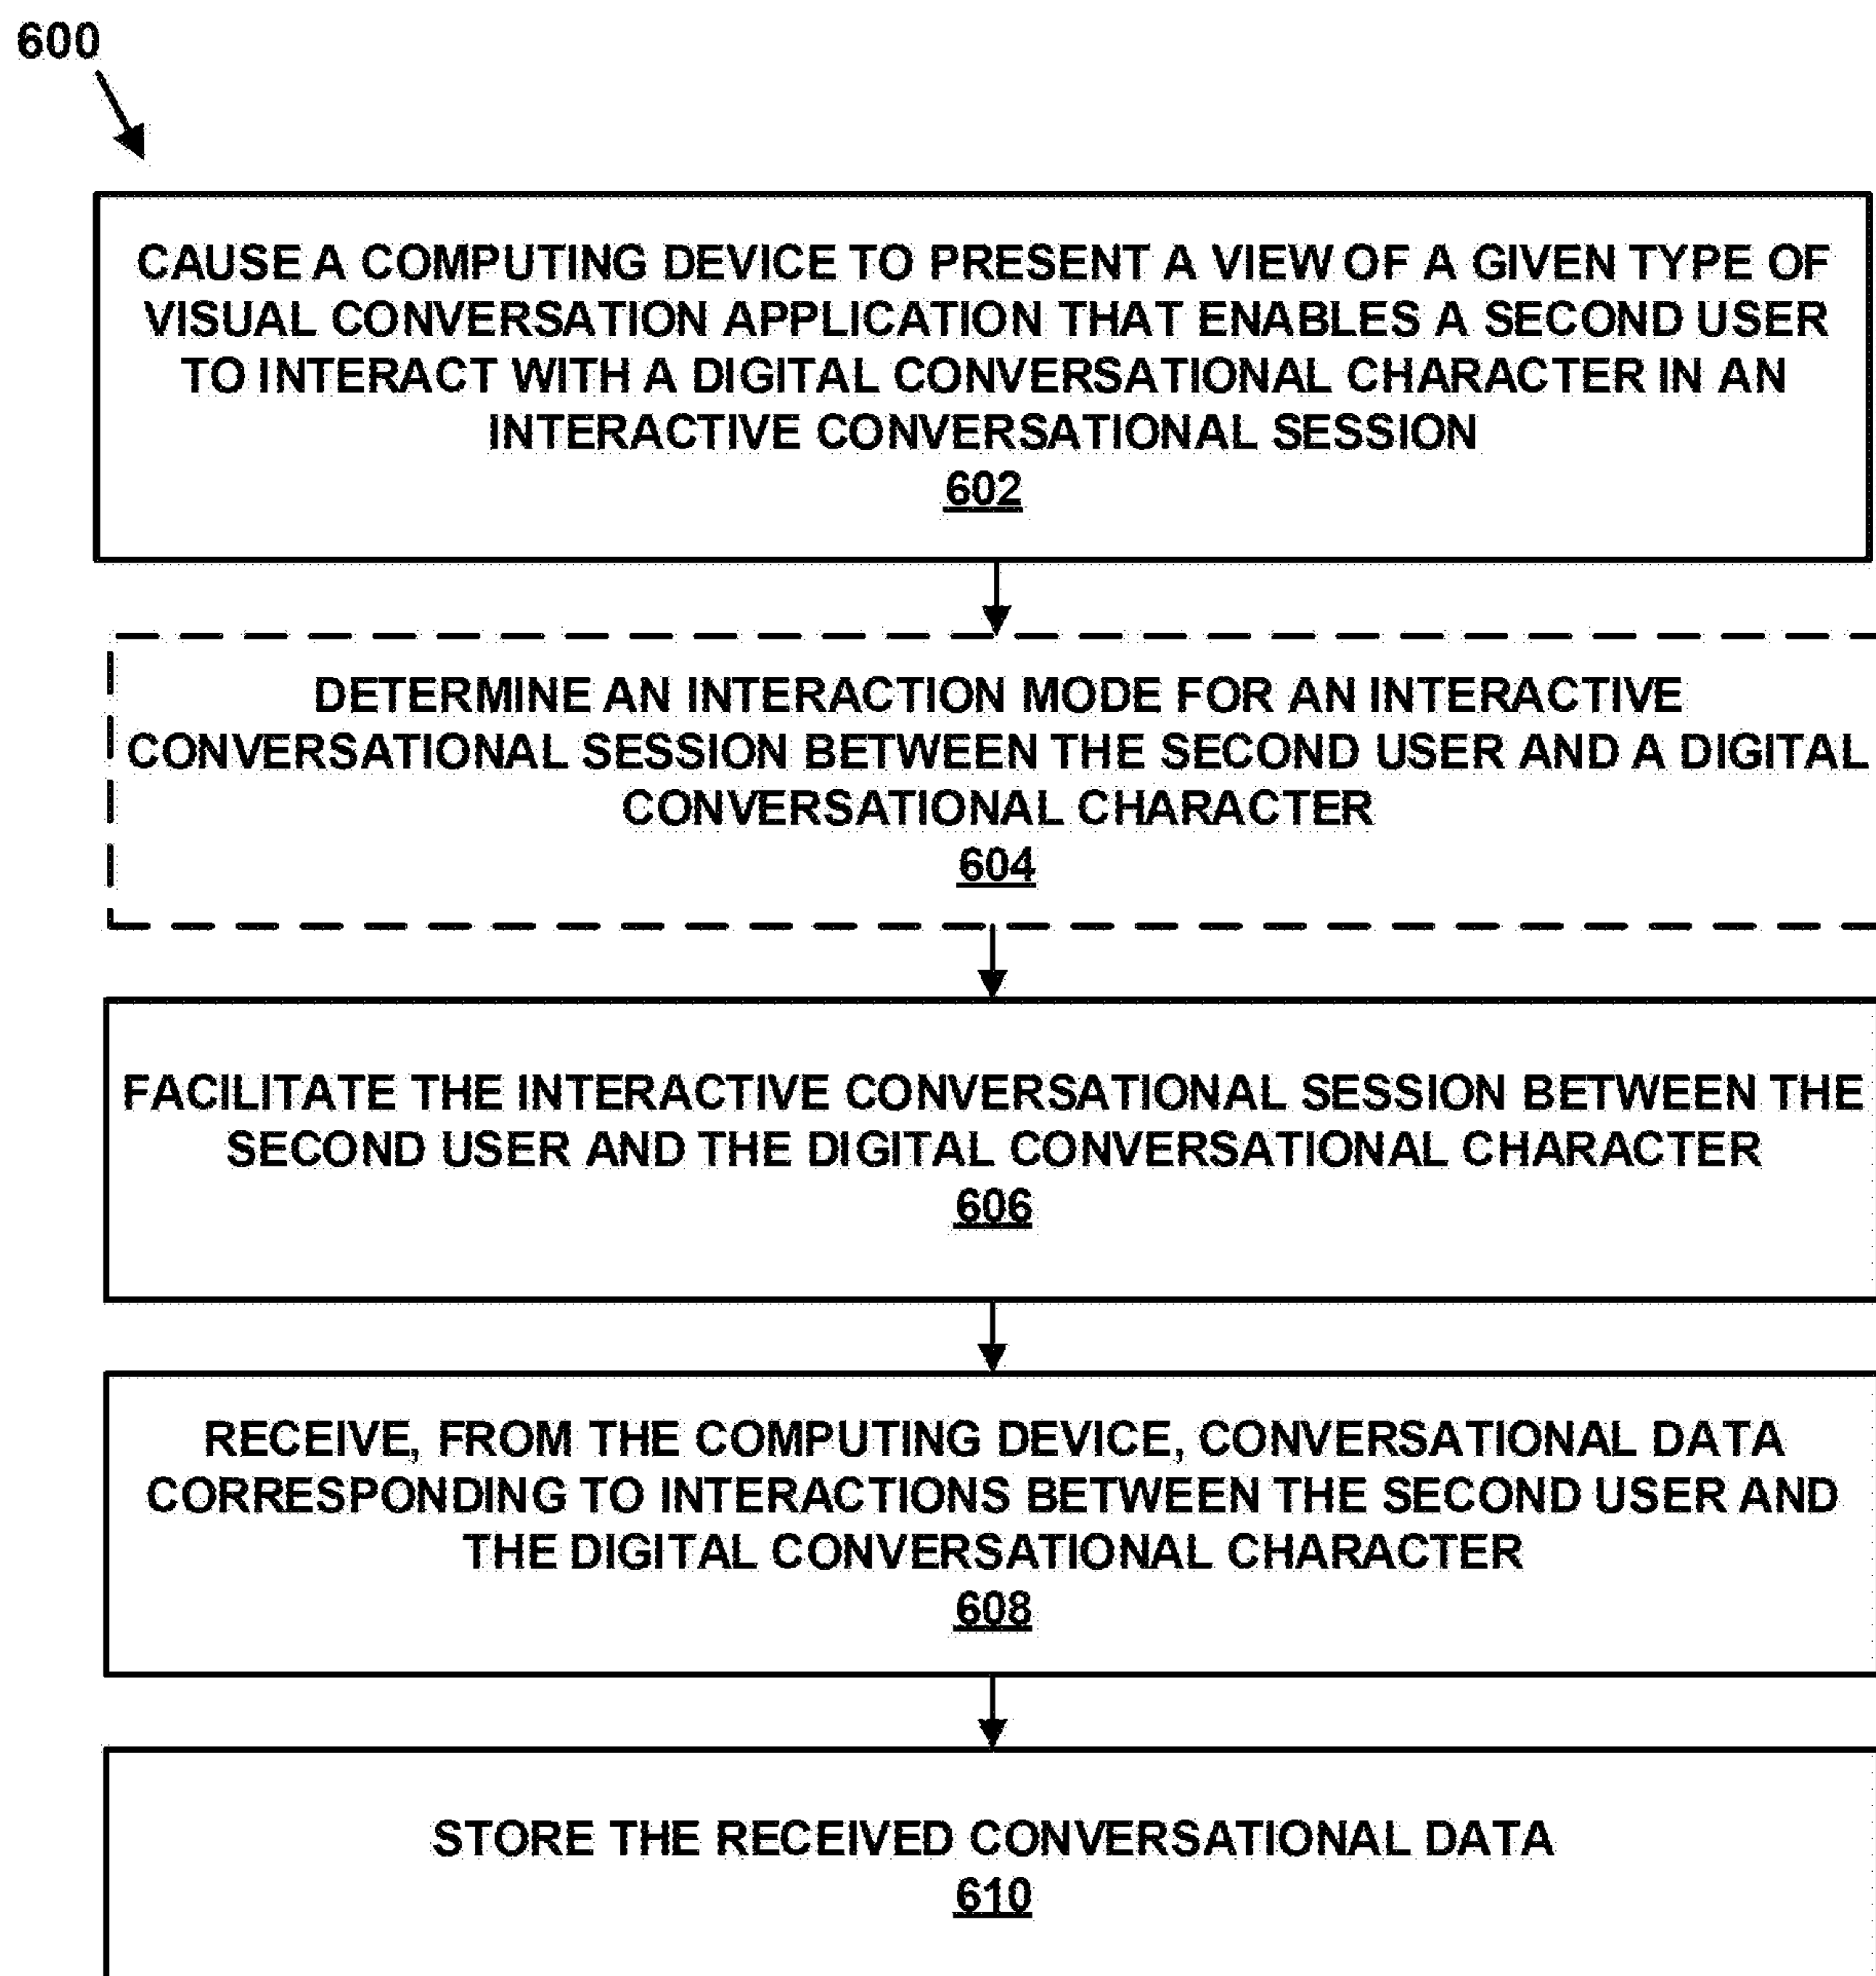 600
CAUSE A COMPUTING DEVICE TO PRESENT A VIEW OF A GIVEN TYPE OF
VISUAL CONVERSATION APPLICATION THAT ENABLES A SECOND USER
TO INTERACT WITH A DIGITAL CONVERSATIONAL CHARACTER IN AN
INTERACTIVE CONVERSATIONAL SESSION
602
DETERMINE AN INTERACTION MODE FOR AN INTERACTIVE
CONVERSATIONAL SESSION BETWEEN THE SECOND USER AND A DIGITAL
CONVERSATIONAL CHARACTER
604
FACILITATE THE INTERACTIVE CONVERSATIONAL SESSION BETWEEN THE
SECOND USER AND THE DIGITAL CONVERSATIONAL CHARACTER
606
RECEIVE, FROM THE COMPUTING DEVICE, CONVERSATIONAL DATA
CORRESPONDING TO INTERACTIONS BETWEEN THE SECOND USER AND
THE DIGITAL CONVERSATIONAL CHARACTER
608
STORE THE RECEIVED CONVERSATIONAL DATA
610